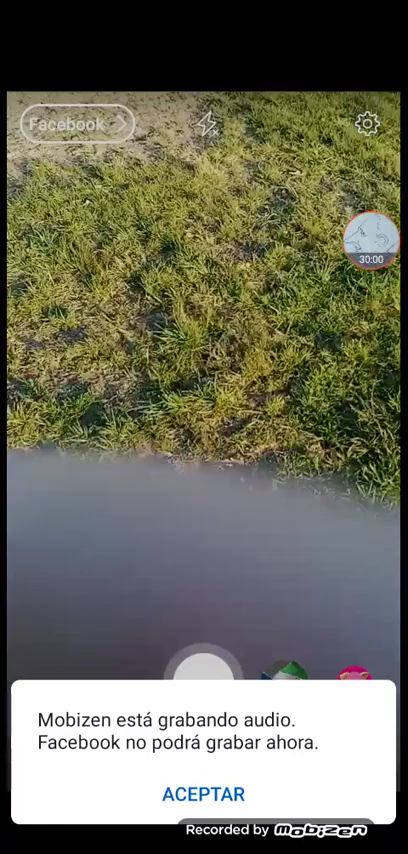 Facebook
30:00
Mobizen está grabando audio.
Facebook no podrá grabar ahora.
ACEPTAR
Recorded by Mobizen